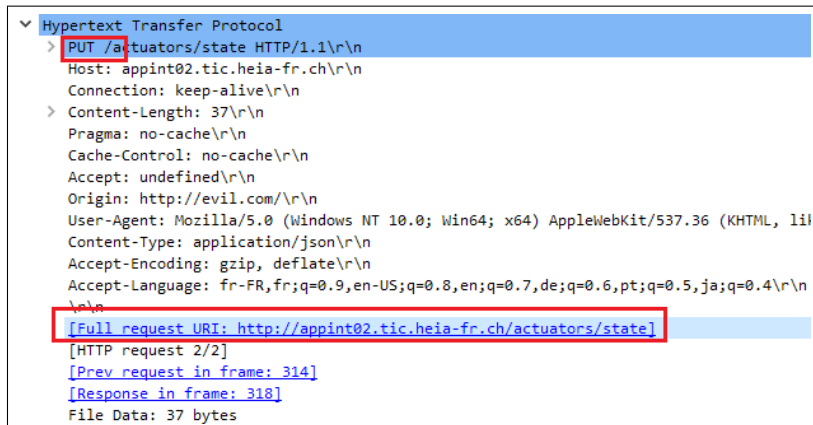 Hypertext Transfer Protocol
PUT /actuators/state HTTP/1.1\r\n
Host: appint02.tic.heia-fr.ch\r\n
Connection: keep-alive\r\n
Content-Length: 37\r\n
Pragma: no-cache\r\n
Cache-Control: no-cache\r\n
Accept: undefined\r\n
Origin: http://evil.com/\r\n
User-Agent: Mozilla/5.0 (Windows NT 10.0; Win64; x64) AppleWebKit/537.36 (KHTML, lik
Content-Type: application/json\r\n
Accept-Encoding: gzip, deflate\r\n
Accept-Language: fr-FR,fr;q=0.9,en-US;q=0.8,en;q=0.7,de;q=0.6,pt;q=0.5,ja;q=0.4\r\n
\r\n
[Full request URI: http://appint02.tic.heia-fr.ch/actuators/state]
[HTTP request 2/2]
[Prev request in frame: 314]
[Response in frame: 318]
File Data: 37 bytes